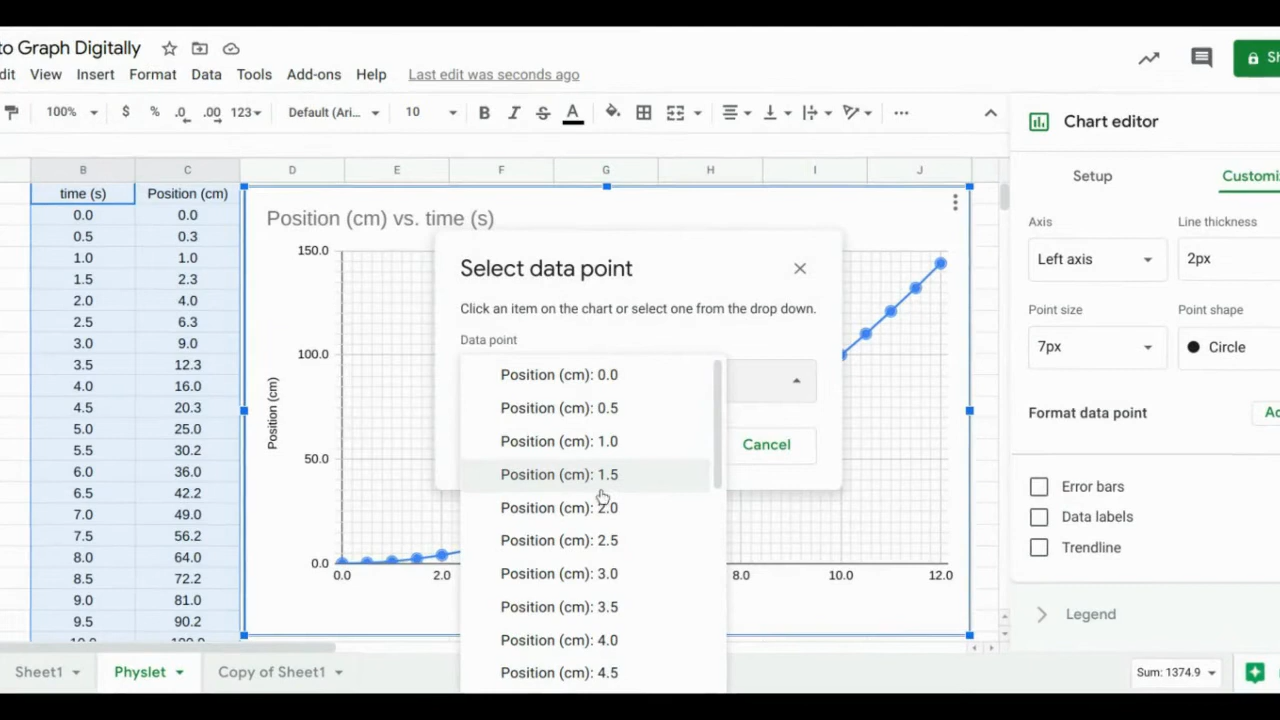 to Graph Digitally
dit View Insert Format Data Tools Add-ons Help Last edit was seconds ago
Sh
100% $ % .0 .00 123 Default (Ari... 10 B I S A ...
Chart editor
B C D E F G H I J
Setup Customiz
time (s) Position (cm)
0.0 0.0
0.5 0.3
1.0 1.0
1.5 2.3
2.0 4.0
2.5 6.3
3.0 9.0
3.5 12.3
4.0 16.0
4.5 20.3
5.0 25.0
5.5 30.2
6.0 36.0
6.5 42.2
7.0 49.0
7.5 56.2
8.0 64.0
8.5 72.2
9.0 81.0
9.5 90.2
10.0 100.0
Position (cm) vs. time (s)
150.0
100.0
50.0
0.0
Position (cm)
0.0 2.0 8.0 10.0 12.0
Select data point
Click an item on the chart or select one from the drop down.
Data point
Position (cm): 0.0
Position (cm): 0.5
Position (cm): 1.0
Position (cm): 1.5
Position (cm): 2.0
Position (cm): 2.5
Position (cm): 3.0
Position (cm): 3.5
Position (cm): 4.0
Position (cm): 4.5
Cancel
Axis Line thickness
Left axis 2px
Point size Point shape
7px Circle
Format data point Ad
Error bars
Data labels
Trendline
Legend
Sheet1 Physlet Copy of Sheet1 Sum: 1374.9